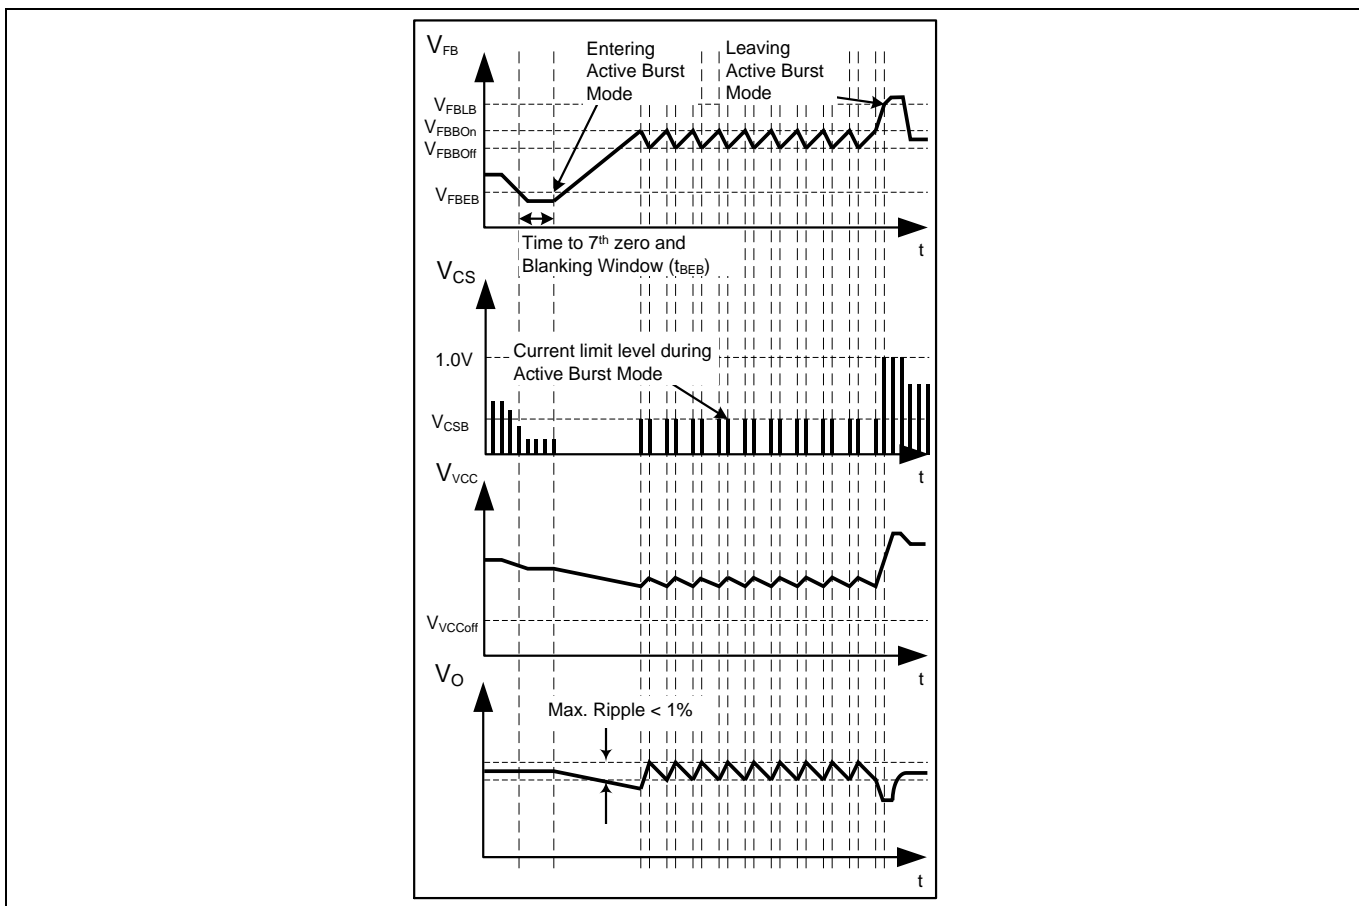 V_FB
Entering
Active Burst
Mode
Leaving
Active Burst
Mode
V_FBLB
V_FBBOn
V_FBBOff
V_FBEB
t
Time to 7th zero and
Blanking Window (t_BEB)
V_CS
1.0V
Current limit level during
Active Burst Mode
V_CSB
t
V_VCC
V_VCCoff
t
V_O
Max. Ripple < 1%
t